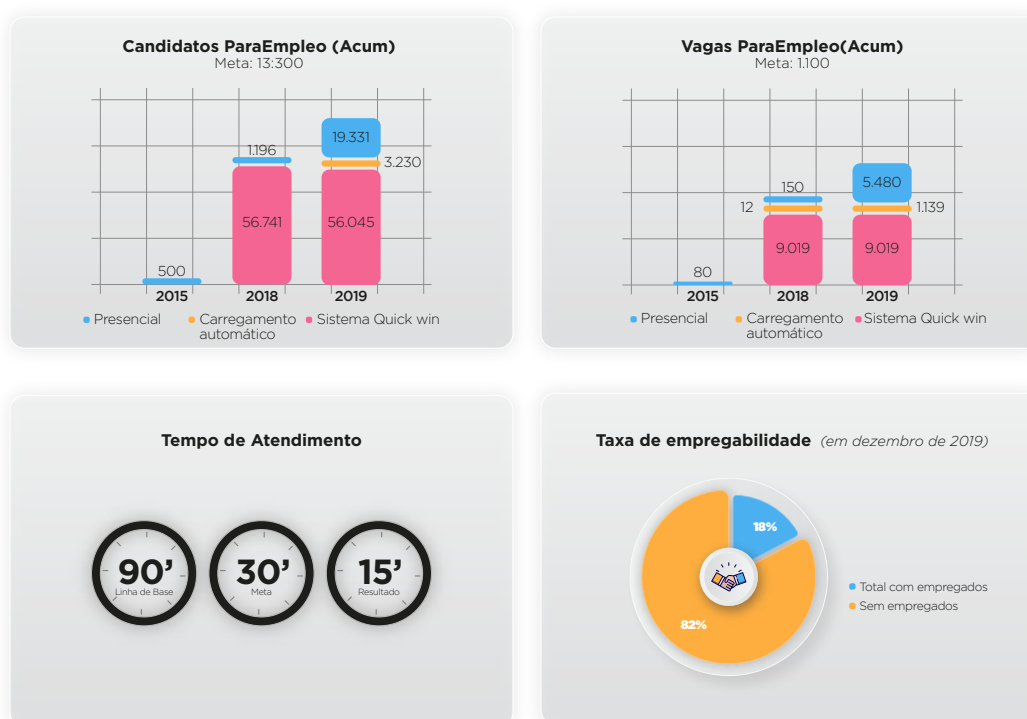 Candidatos ParaEmpleo (Acum)
Meta: 13:300
19.331
1.196
3.230
56.741
56.045
500
2015
2018
2019
Presencial
Carregamento
automático
Sistema Quick win
Vagas ParaEmpleo(Acum)
Meta: 1.100
5.480
150
12
1.139
9.019
9.019
80
2015
2018
2019
Presencial
Carregamento
automático
Sistema Quick win
Tempo de Atendimento
90’
Linha de Base
30’
Meta
15’
Resultado
Taxa de empregabilidade (em dezembro de 2019)
18%
82%
Total com empregados
Sem empregados